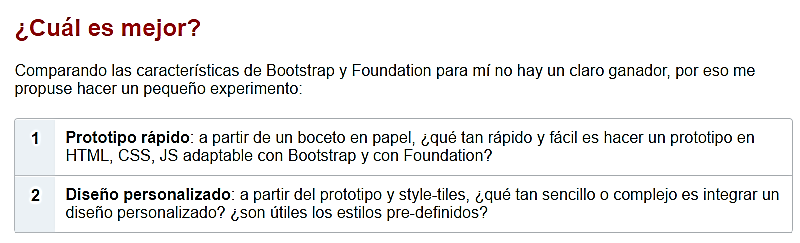 ¿Cuál es mejor?
Comparando las características de Bootstrap y Foundation para mí no hay un claro ganador, por eso me
propuse hacer un pequeño experimento:
1 Prototipo rápido: a partir de un boceto en papel, ¿qué tan rápido y fácil es hacer un prototipo en
HTML, CSS, JS adaptable con Bootstrap y con Foundation?
2 Diseño personalizado: a partir del prototipo y style-tiles, ¿qué tan sencillo o complejo es integrar un
diseño personalizado? ¿son útiles los estilos pre-definidos?